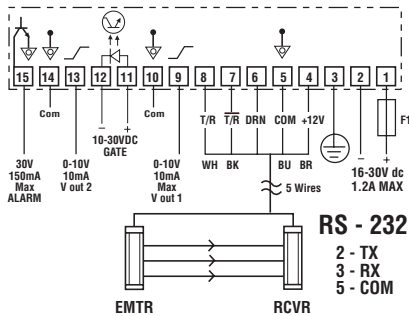 15 14 13 12 11 10 9 8 7 6 5 4 3 2 1
Com
Com
T/R T/R DRN COM +12V
F1
− +
− +
10-30VDC
GATE
30V
150mA
Max
ALARM
0-10V
10mA
V out 2
0-10V
10mA
Max
V out 1
WH BK BU BR
16-30V dc
1.2A MAX
5 Wires
RS - 232
2 - TX
3 - RX
5 - COM
EMTR RCVR